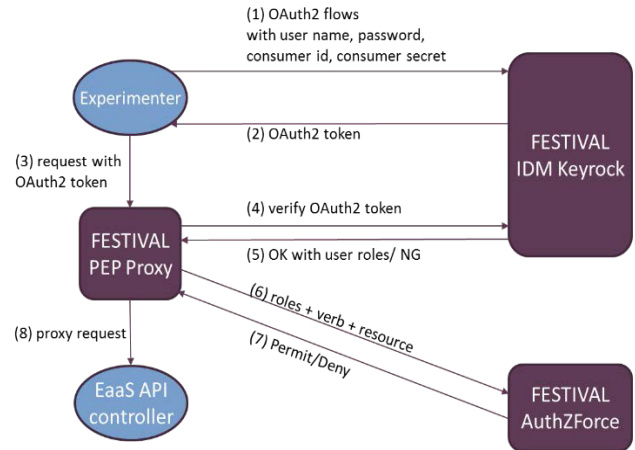 (1) OAuth2 flows
with user name, password,
consumer id, consumer secret
Experimenter
(2) OAuth2 token
FESTIVAL
IDM Keyrock
(3) request with
OAuth2 token
(4) verify OAuth2 token
FESTIVAL
PEP Proxy
(5) OK with user roles/ NG
(6) roles + verb + resource
(7) Permit/Deny
(8) proxy request
EaaS API
controller
FESTIVAL
AuthZForce